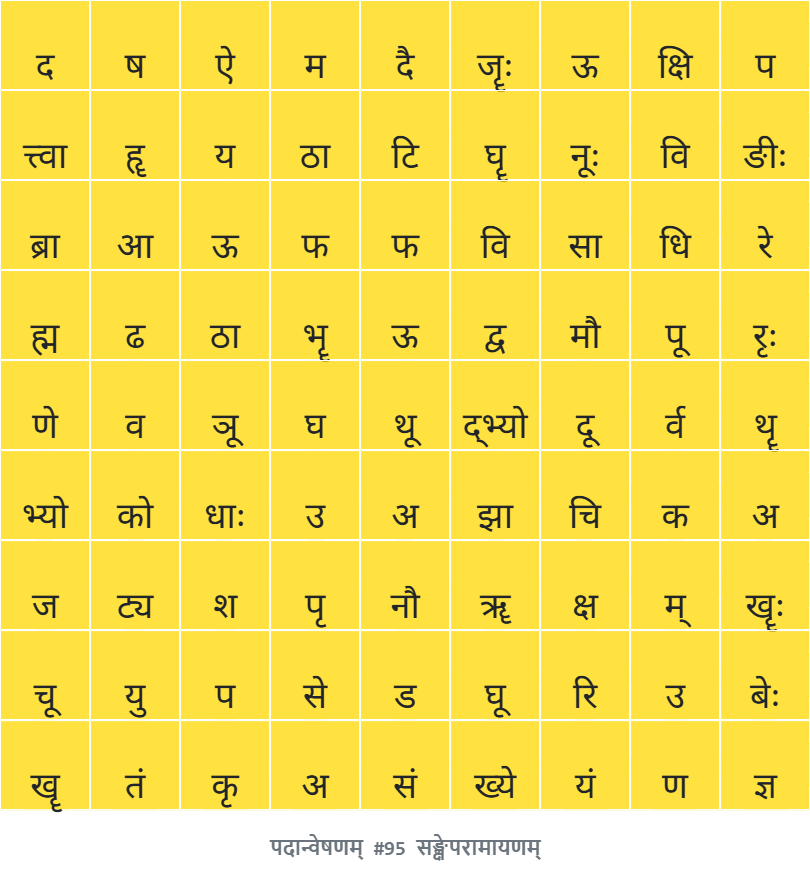 द ष ऐ म दै जॄः ऊ क्षि प
त्त्वा हॄ य ठा टि घॄ नूः वि ङीः
ब्रा आ ऊ फ फ वि सा धि रे
ह्म ढ ठा भॄ ऊ द्व मौ पू रृः
णे व ञू घ थू द्भ्यो दू र्व थॄ
भ्यो को धाः उ अ झा चि क अ
ज ट्य श पृ नौ ॠ क्ष म् खॄः
चू यु प से ड घू रि उ बेः
खॄ तं कृ अ सं ख्ये यं ण ज्ञ
पदान्वेषणम् #95 सङ्क्षेपरामायणम्